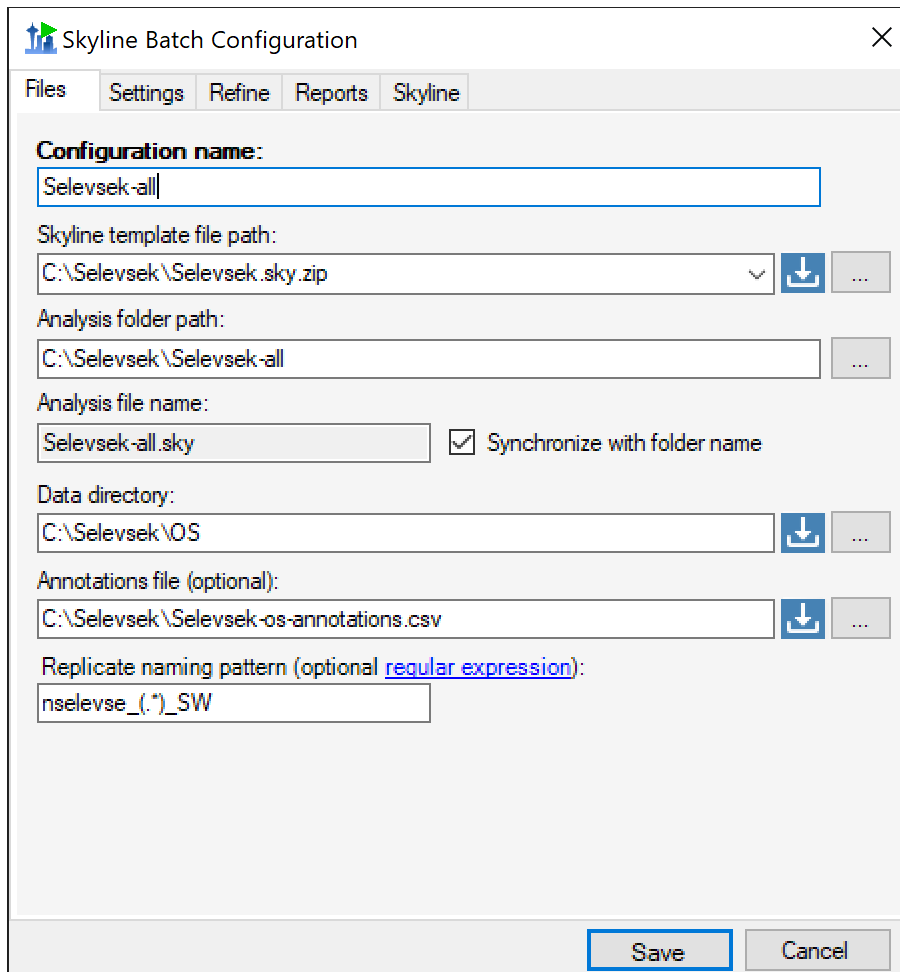 Skyline Batch Configuration
Files Settings Refine Reports Skyline
Configuration name:
Selevsek-all
Skyline template file path:
C:\Selevsek\Selevsek.sky.zip
...
Analysis folder path:
C:\Selevsek\Selevsek-all
...
Analysis file name:
Selevsek-all.sky Synchronize with folder name
Data directory:
C:\Selevsek\OS
...
Annotations file (optional):
C:\Selevsek\Selevsek-os-annotations.csv
...
Replicate naming pattern (optional regular expression):
nselevse_(.*)_SW
Save Cancel